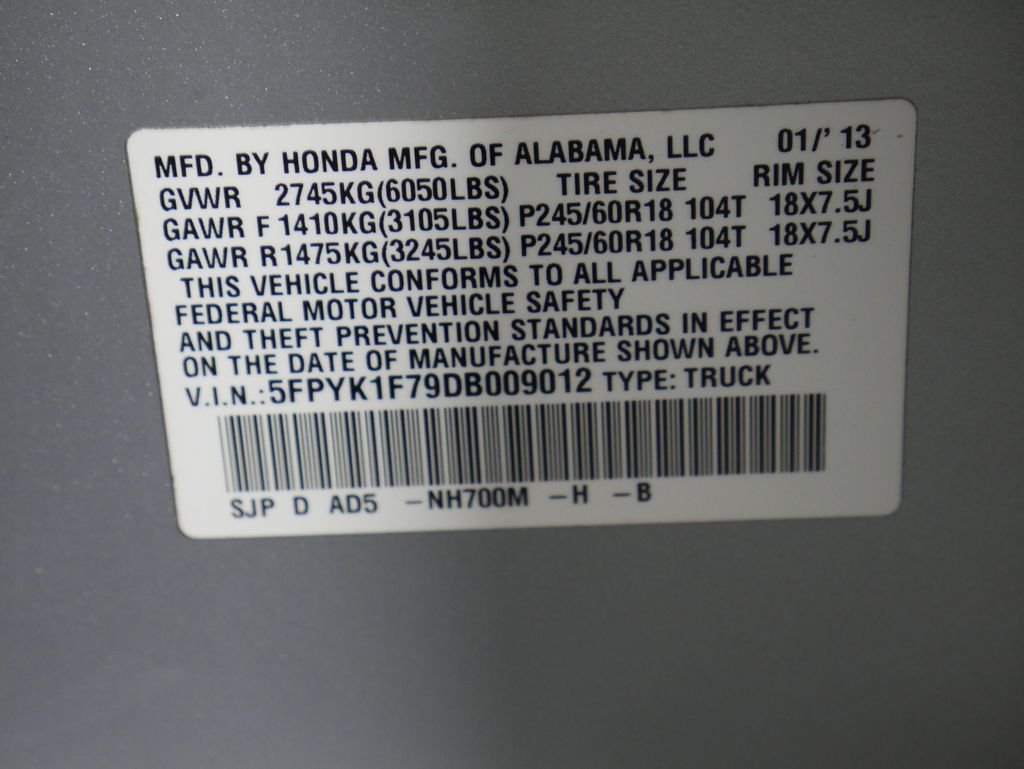 MFD. BY HONDA MFG. OF ALABAMA, LLC 01/' 13
GVWR 2745KG(6050LBS) TIRE SIZE RIM SIZE
GAWR F 1410KG(3105LBS) P245/60R18 104T 18X7.5J
GAWR R 1475KG(3245LBS) P245/60R18 104T 18X7.5J
THIS VEHICLE CONFORMS TO ALL APPLICABLE
FEDERAL MOTOR VEHICLE SAFETY
AND THEFT PREVENTION STANDARDS IN EFFECT
ON THE DATE OF MANUFACTURE SHOWN ABOVE.
V.I.N.:5FPYK1F79DB009012 TYPE: TRUCK
SJP D AD5 -NH700M -H -B